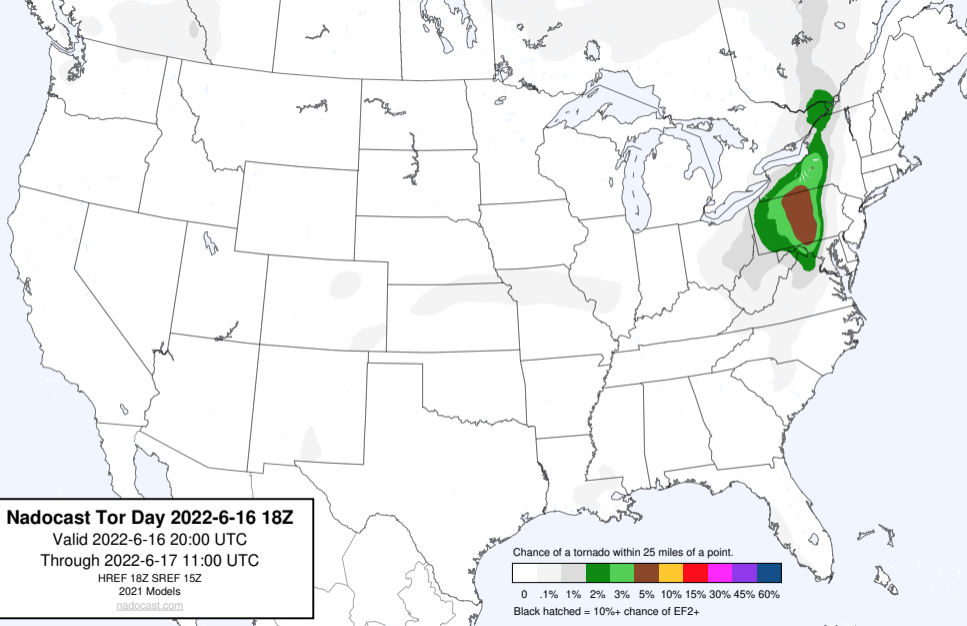 Nadocast Tor Day 2022-6-16 18Z
Valid 2022-6-16 20:00 UTC
Through 2022-6-17 11:00 UTC
HREF 18Z SREF 15Z
2021 Models
nadocast.com
Chance of a tornado within 25 miles of a point.
0 .1% 1% 2% 3% 5% 10% 15% 30% 45% 60%
Black hatched = 10%+ chance of EF2+